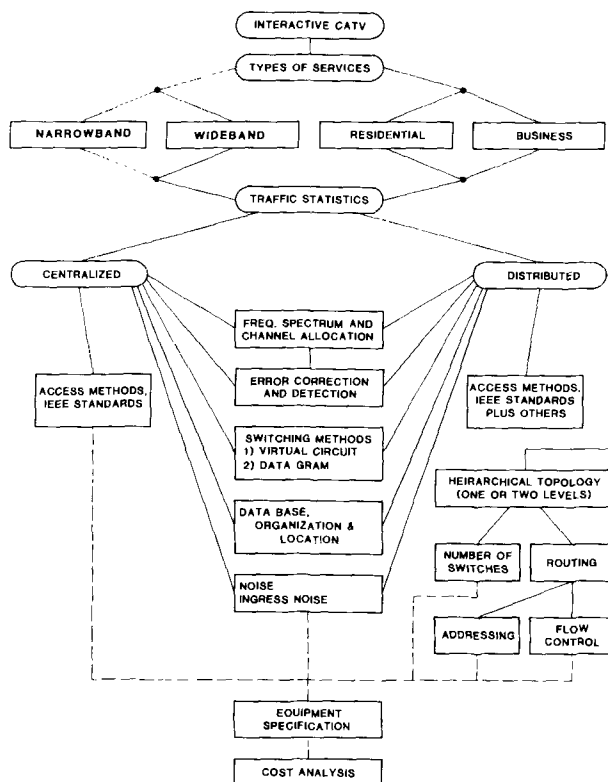 INTERACTIVE CATV
TYPES OF SERVICES
NARROWBAND
WIDEBAND
RESIDENTIAL
BUSINESS
TRAFFIC STATISTICS
CENTRALIZED
DISTRIBUTED
FREQ. SPECTRUM AND
CHANNEL ALLOCATION
ERROR CORRECTION
AND DETECTION
ACCESS METHODS,
IEEE STANDARDS
ACCESS METHODS.
IEEE STANDARDS
PLUS OTHERS
SWITCHING METHODS
1) VIRTUAL CIRCUIT
2) DATA GRAM
HEIRARCHICAL TOPOLOGY
(ONE OR TWO LEVELS)
DATA BASE,
ORGANIZATION &
LOCATION
NUMBER OF
SWITCHES
ROUTING
NOISE
INGRESS NOISE
ADDRESSING
FLOW
CONTROL
EQUIPMENT
SPECIFICATION
COST ANALYSIS